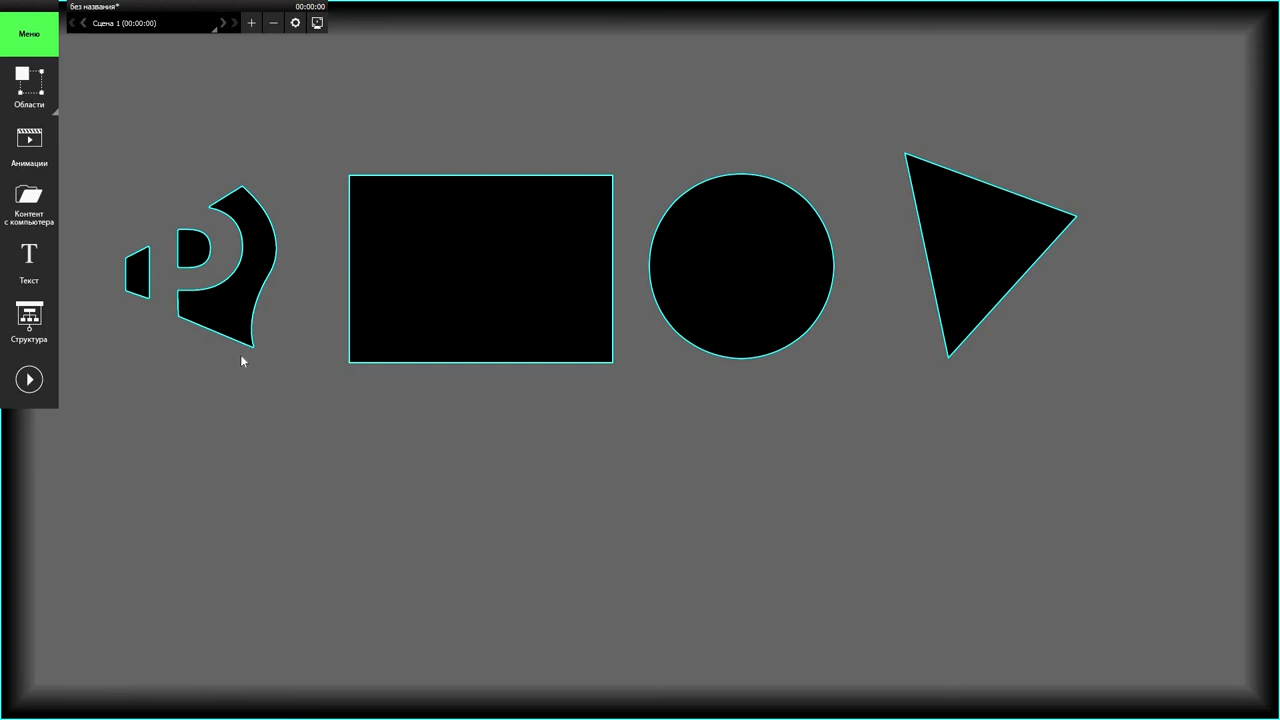 без названия* 00:00:00
Сцена 1 (00:00:00)
Меню
Области
Анимации
Контент
с компьютера
Текст
Структура